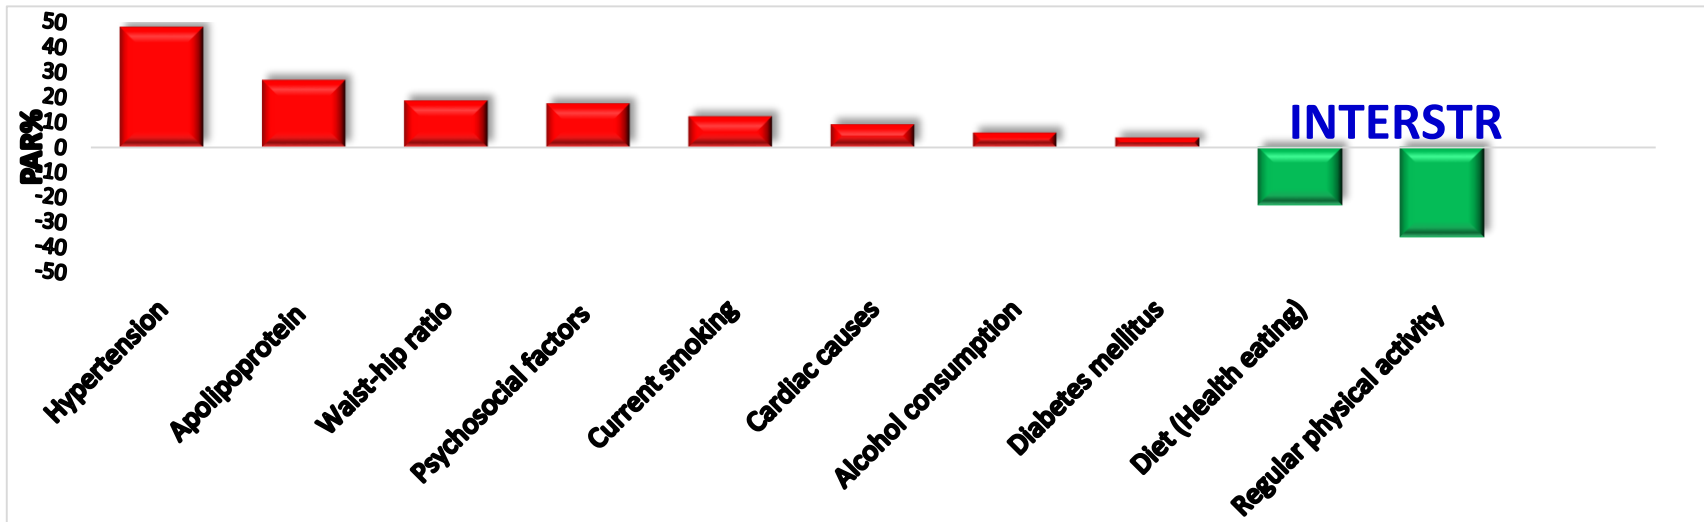 50
40
30
20
10
0
-10
-20
-30
-40
-50
PAR%
INTERSTR
Hypertension
Apolipoprotein
Waist-hip ratio
Psychosocial factors
Current smoking
Cardiac causes
Alcohol consumption
Diabetes mellitus
Diet (Health eating)
Regular physical activity